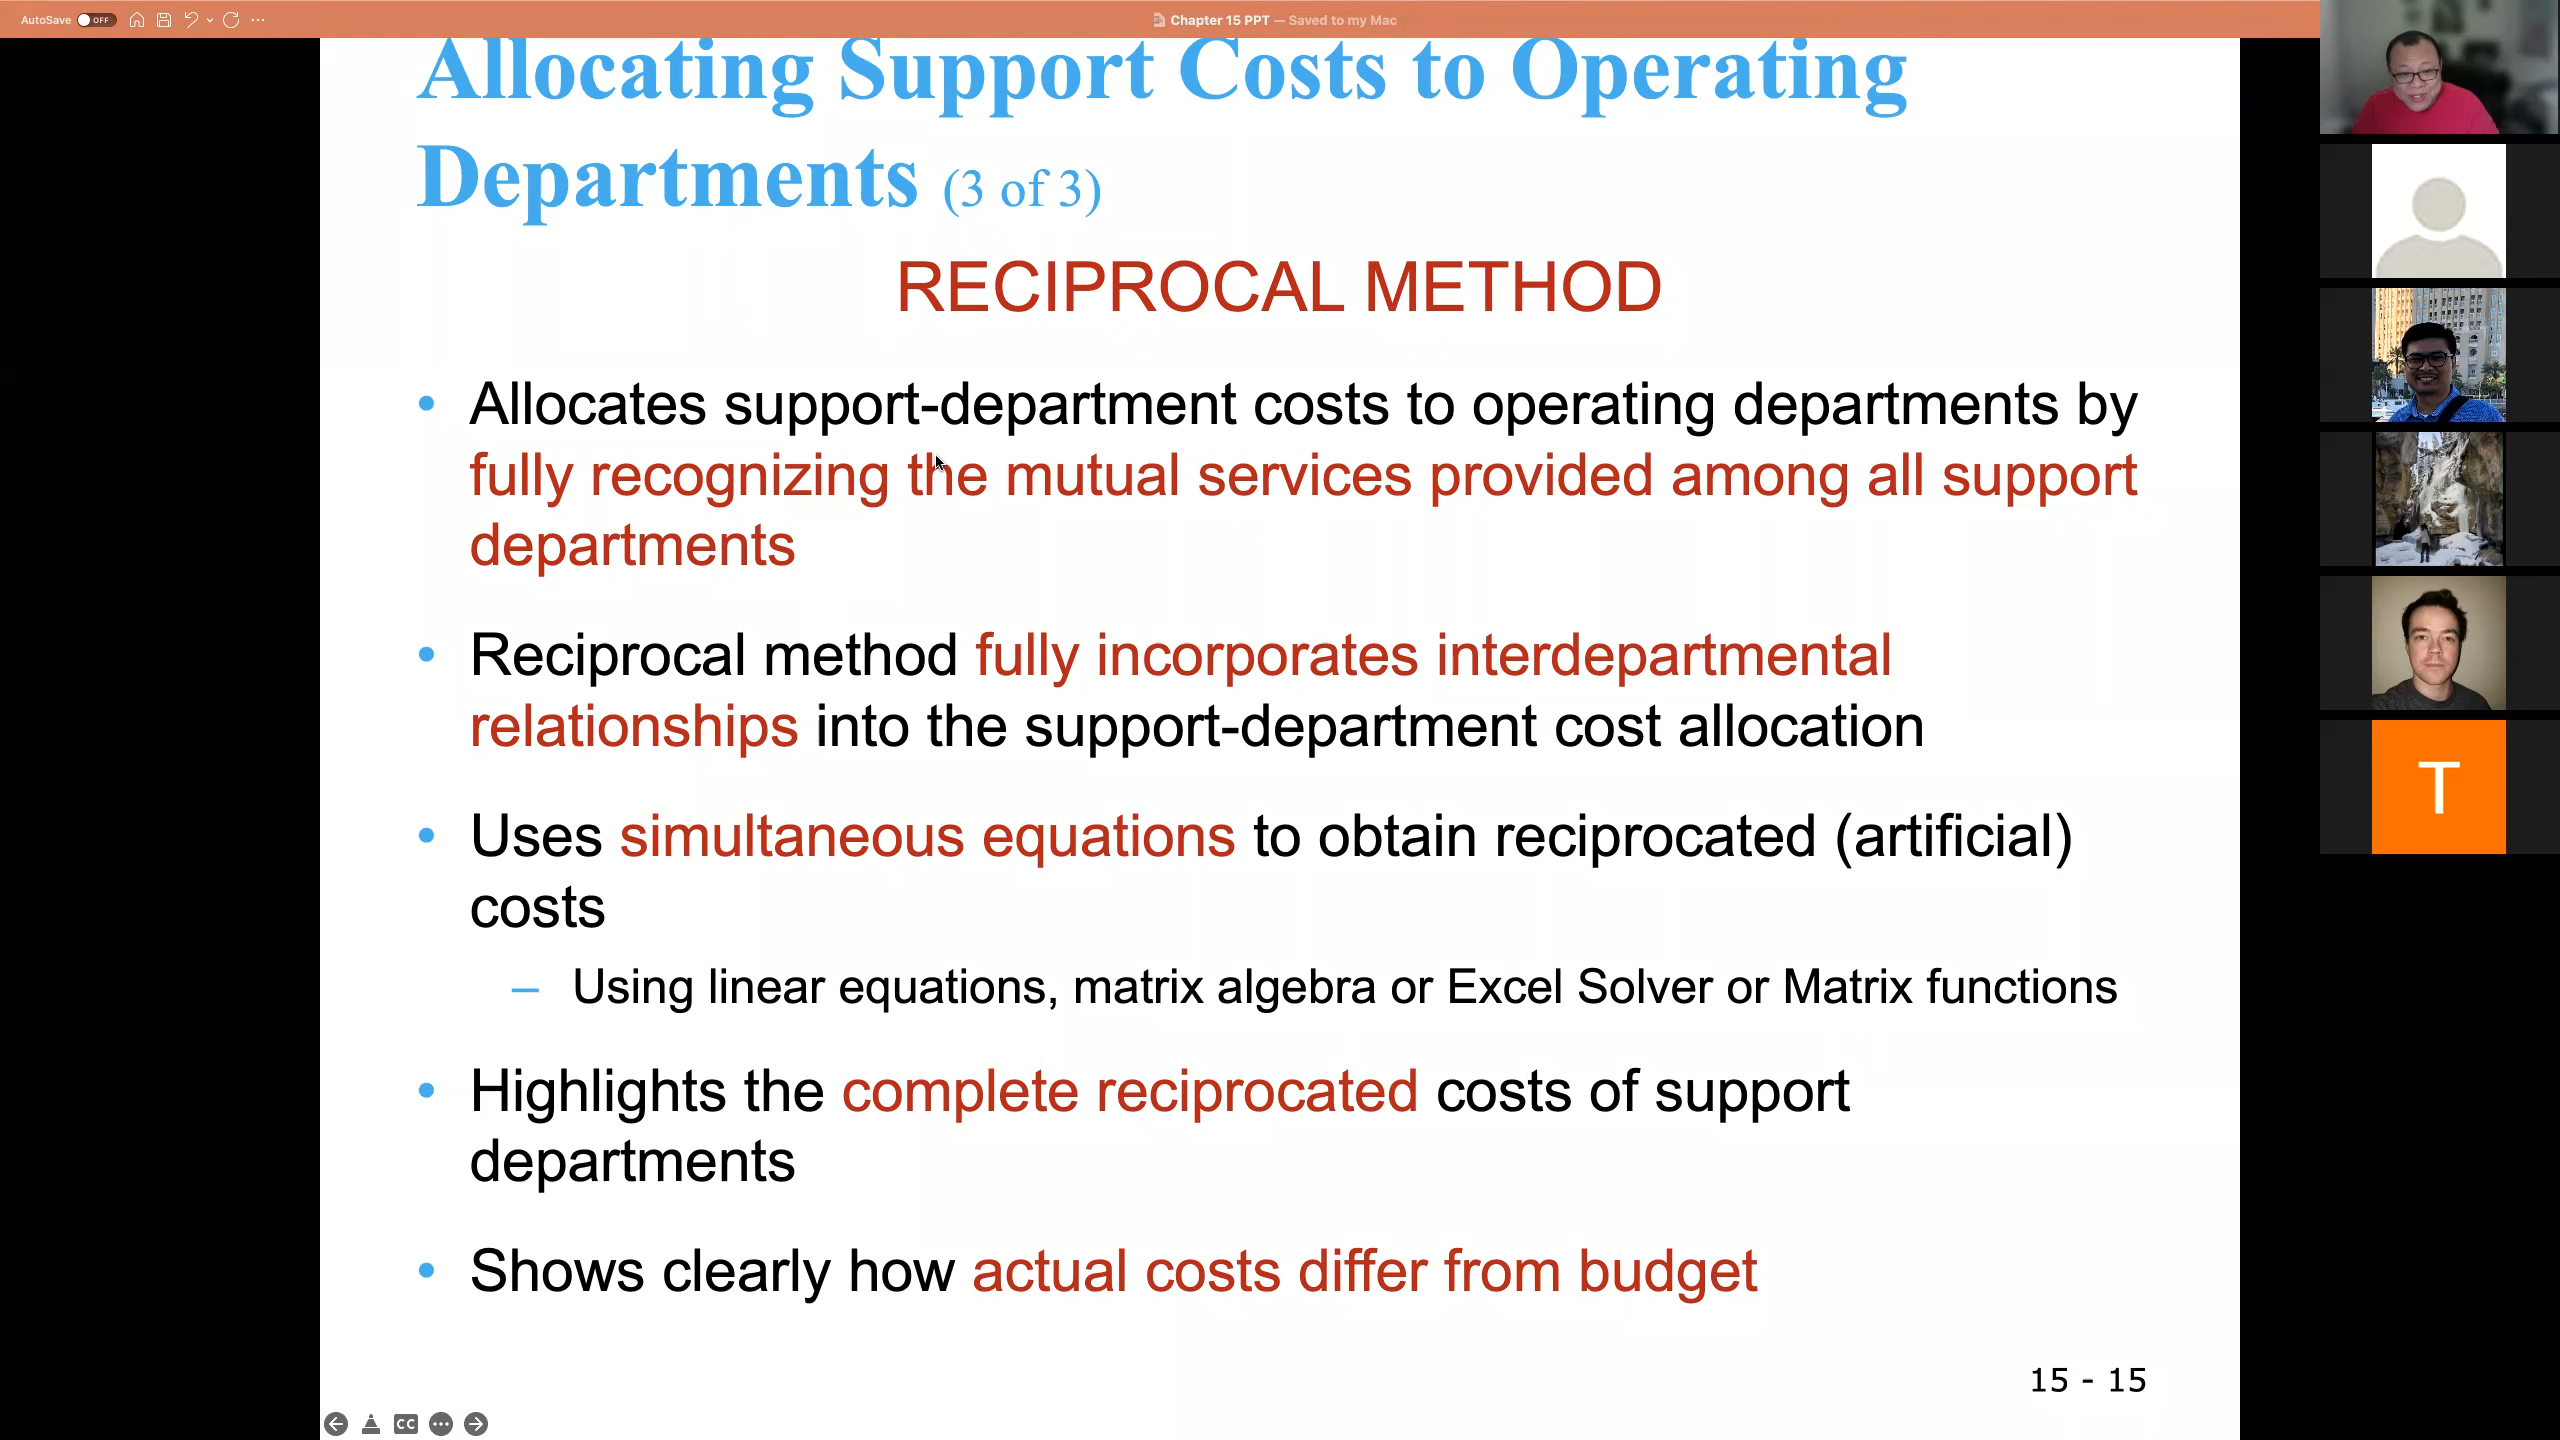 AutoSave OFF
Chapter 15 PPT — Saved to my Mac
Allocating Support Costs to Operating
Departments (3 of 3)
RECIPROCAL METHOD
• Allocates support-department costs to operating departments by
fully recognizing the mutual services provided among all support
departments
• Reciprocal method fully incorporates interdepartmental
relationships into the support-department cost allocation
• Uses simultaneous equations to obtain reciprocated (artificial)
costs
– Using linear equations, matrix algebra or Excel Solver or Matrix functions
• Highlights the complete reciprocated costs of support
departments
• Shows clearly how actual costs differ from budget
15 - 15
CC
T